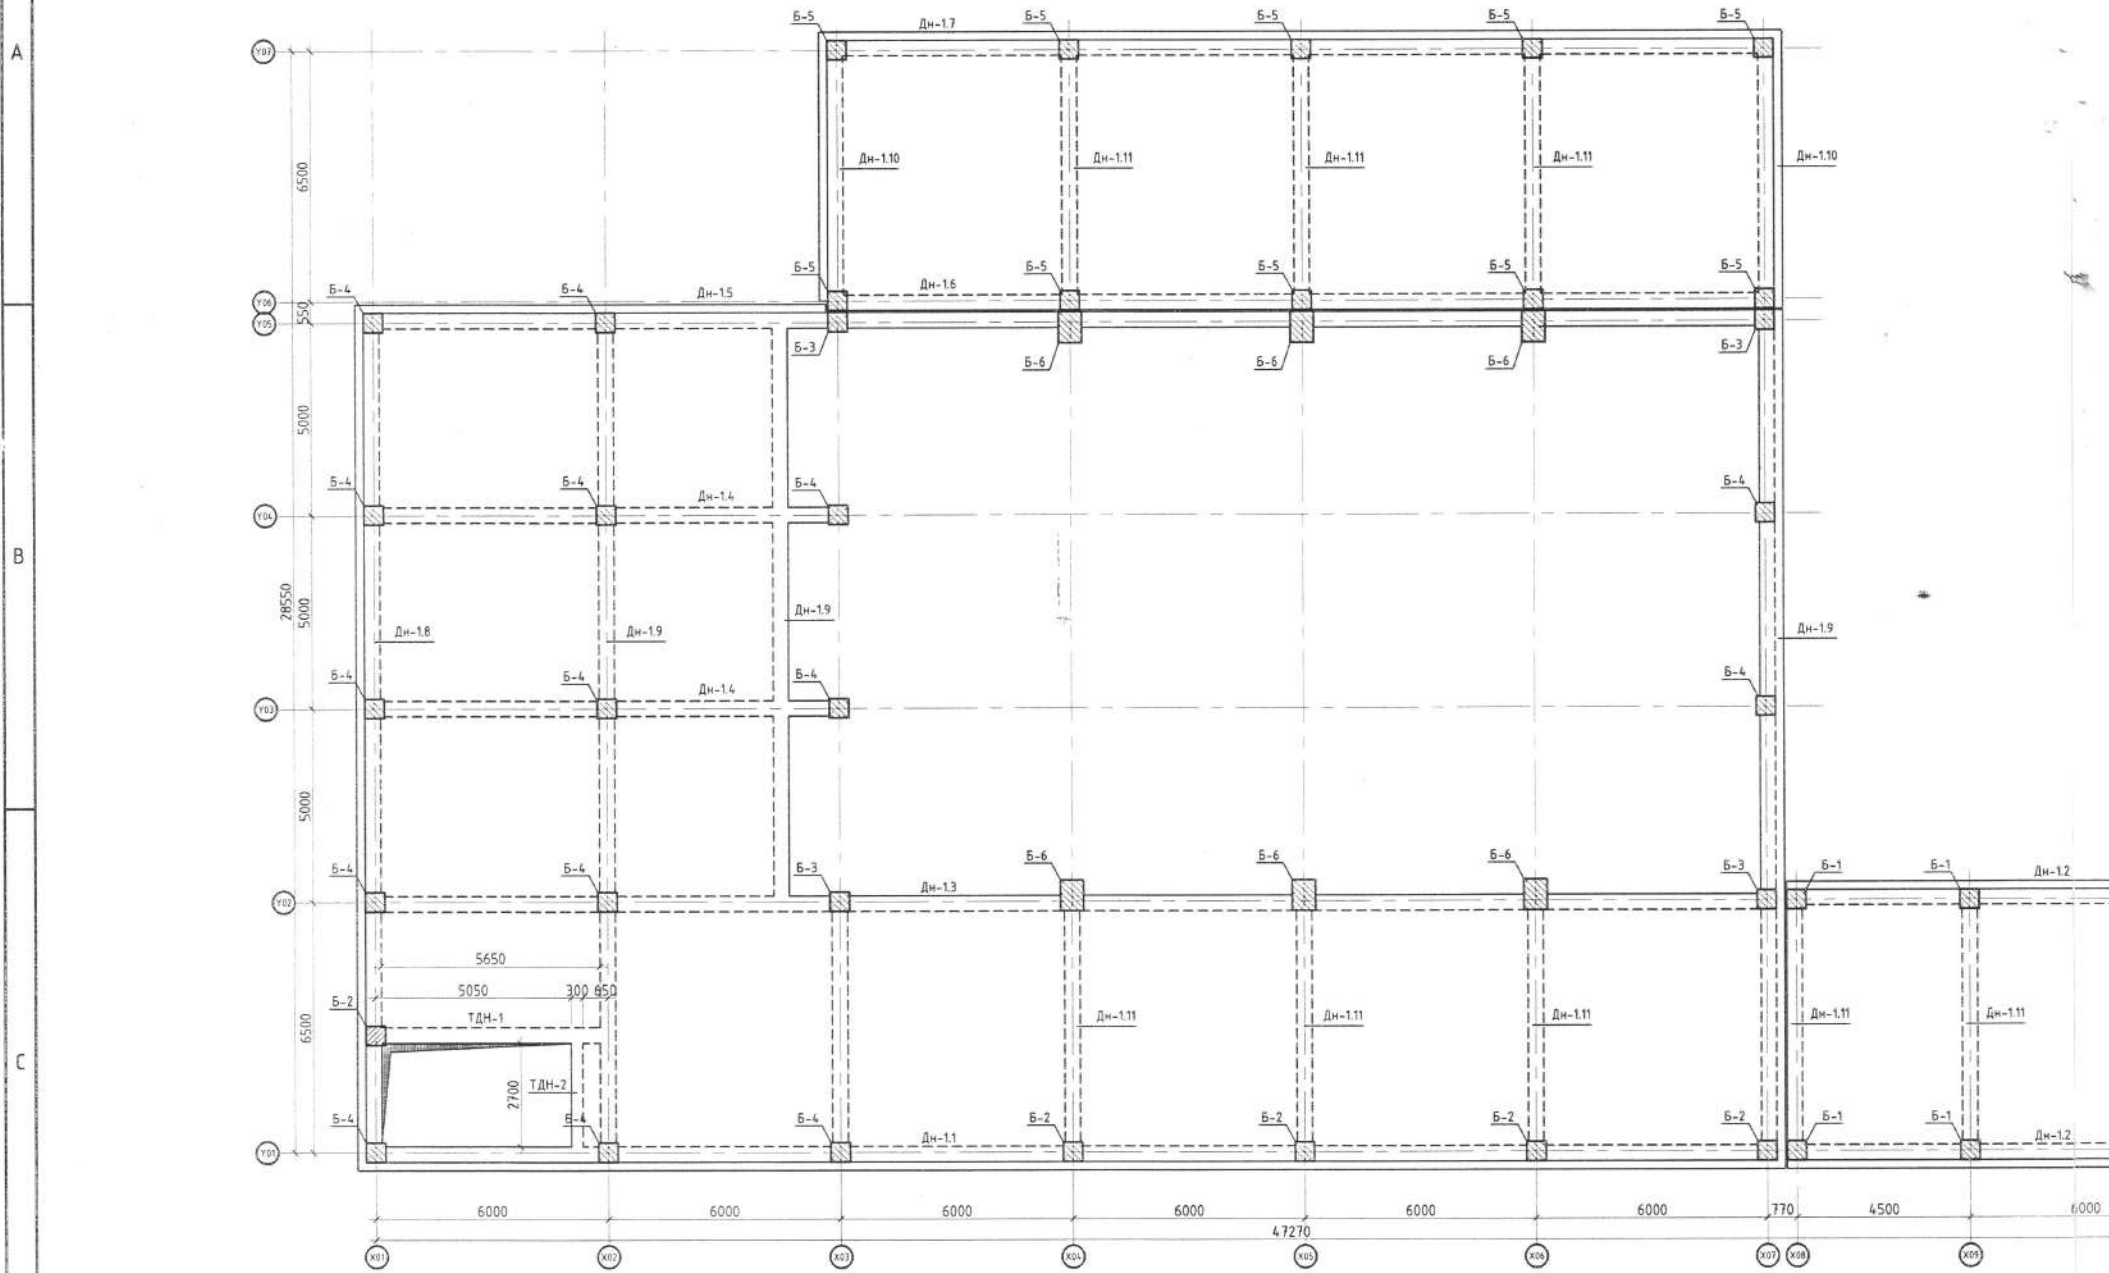 А
Б-5 Дн-1.7 Б-5 Б-5 Б-5 Б-5
Y07
6500
Дн-1.10 Дн-1.11 Дн-1.11 Дн-1.11 Дн-1.10
Б-5 Дн-1.6 Б-5 Б-5 Б-5 Б-5
Б-4 Б-4 Дн-1.5
Y06
550
Y05
Б-3 Б-6 Б-6 Б-6 Б-3
5000
Б-4 Б-4 Дн-1.4 Б-4 Б-4
Y04
B
28550
5000
Дн-1.8 Дн-1.9 Дн-1.9 Дн-1.9
Б-4 Б-4 Дн-1.4 Б-4 Б-4
Y03
5000
Б-4 Б-4 Б-3 Дн-1.3 Б-6 Б-6 Б-6 Б-3 Б-1 Б-1 Дн-1.2
Y02
5650
5050 300 650
Б-2 ТДН-1
6500
Дн-1.11 Дн-1.11 Дн-1.11 Дн-1.11 Дн-1.11
C
2700 ТДН-2
Б-4 Б-4 Б-4 Дн-1.1 Б-2 Б-2 Б-2 Б-2 Б-1 Б-1 Дн-1.2
Y01
6000 6000 6000 6000 6000 6000 770 4500 6000
47270
X01 X02 X03 X04 X05 X06 X07 X08 X09